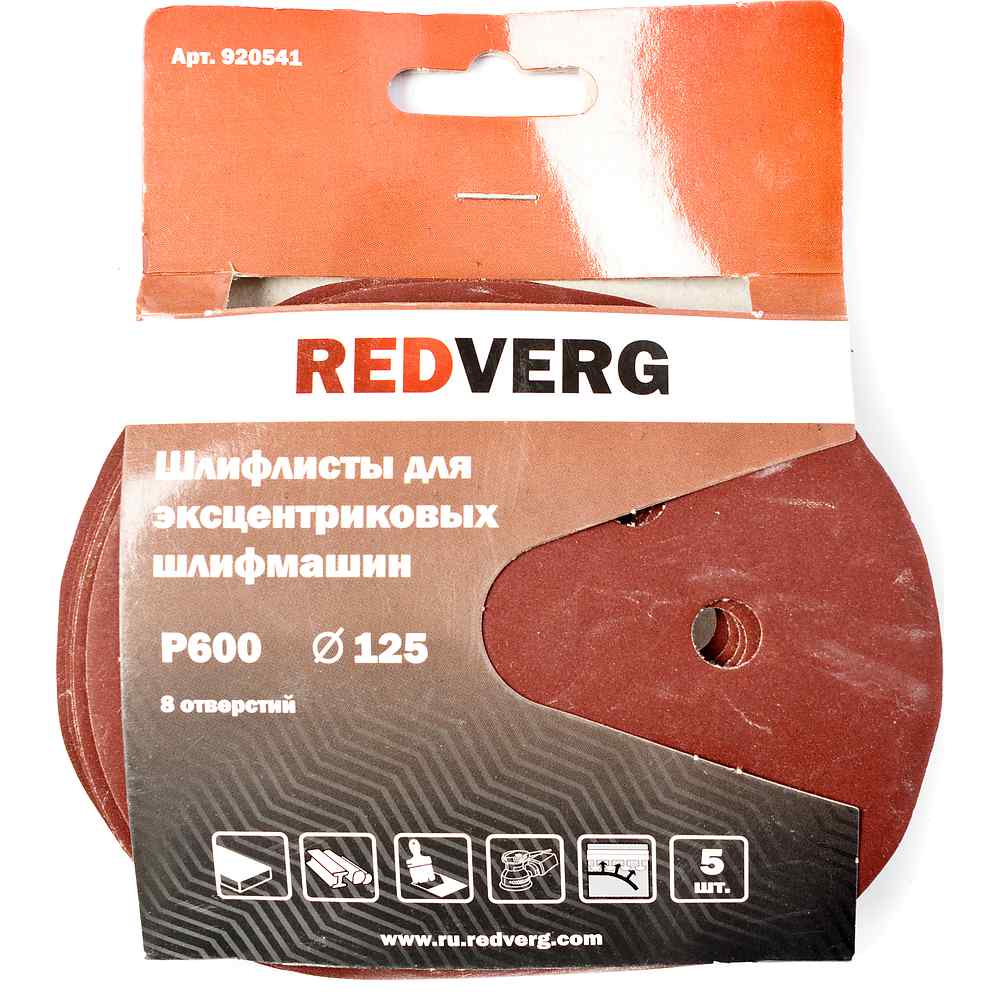 Арт. 920541
REDVERG
Шлифлисты для
эксцентриковых
шлифмашин
P600 Ø 125
8 отверстий
5
шт.
www.ru.redverg.com